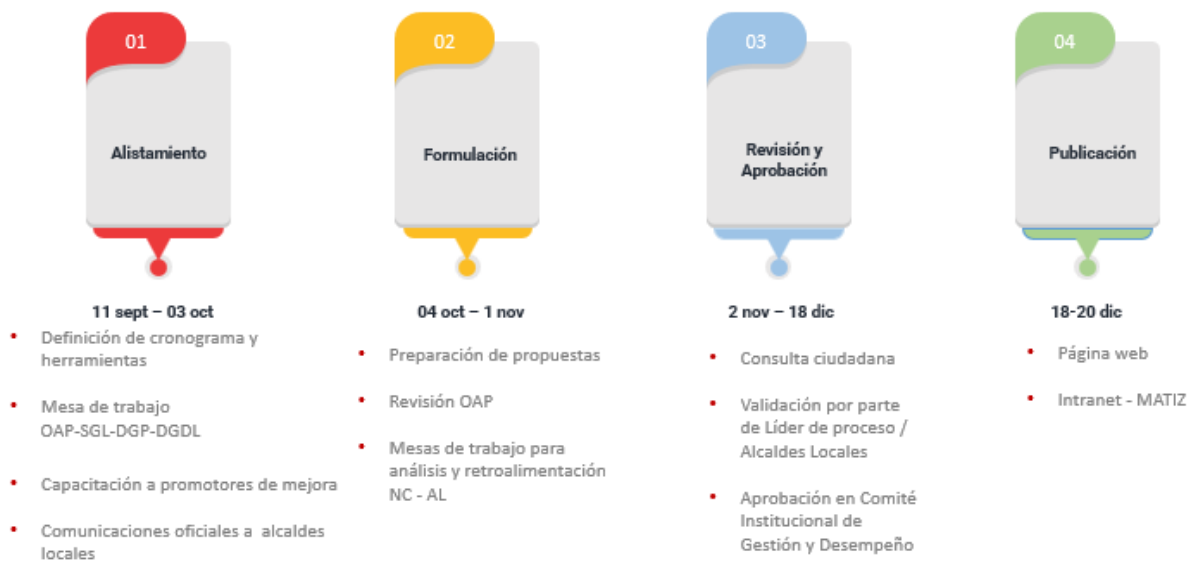 01
Alistamiento
11 sept – 03 oct
• Definición de cronograma y
herramientas
• Mesa de trabajo
OAP-SGL-DGP-DGDL
• Capacitación a promotores de mejora
• Comunicaciones oficiales a alcaldes
locales
02
Formulación
04 oct – 1 nov
• Preparación de propuestas
• Revisión OAP
• Mesas de trabajo para
análisis y retroalimentación
NC - AL
03
Revisión y
Aprobación
2 nov – 18 dic
• Consulta ciudadana
• Validación por parte
de Líder de proceso /
Alcaldes Locales
• Aprobación en Comité
Institucional de
Gestión y Desempeño
04
Publicación
18-20 dic
• Página web
• Intranet - MATIZ